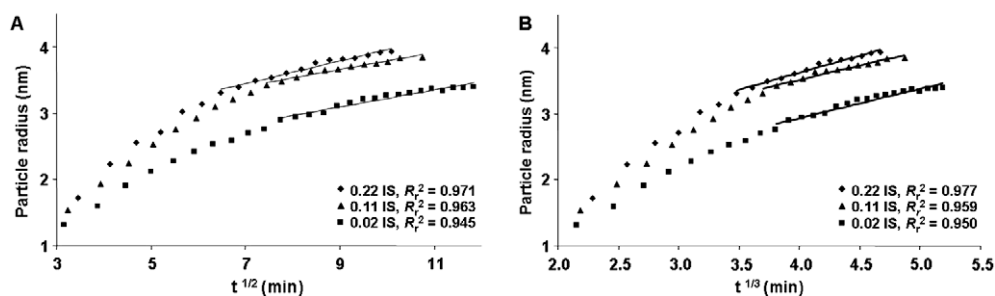 A
Particle radius (nm)
4
3
2
1
3
5
7
9
11
t 1/2 (min)
0.22 IS, Rr2 = 0.971
0.11 IS, Rr2 = 0.963
0.02 IS, Rr2 = 0.945
B
Particle radius (nm)
4
3
2
1
2.0
2.5
3.0
3.5
4.0
4.5
5.0
5.5
t 1/3 (min)
0.22 IS, Rr2 = 0.977
0.11 IS, Rr2 = 0.959
0.02 IS, Rr2 = 0.950